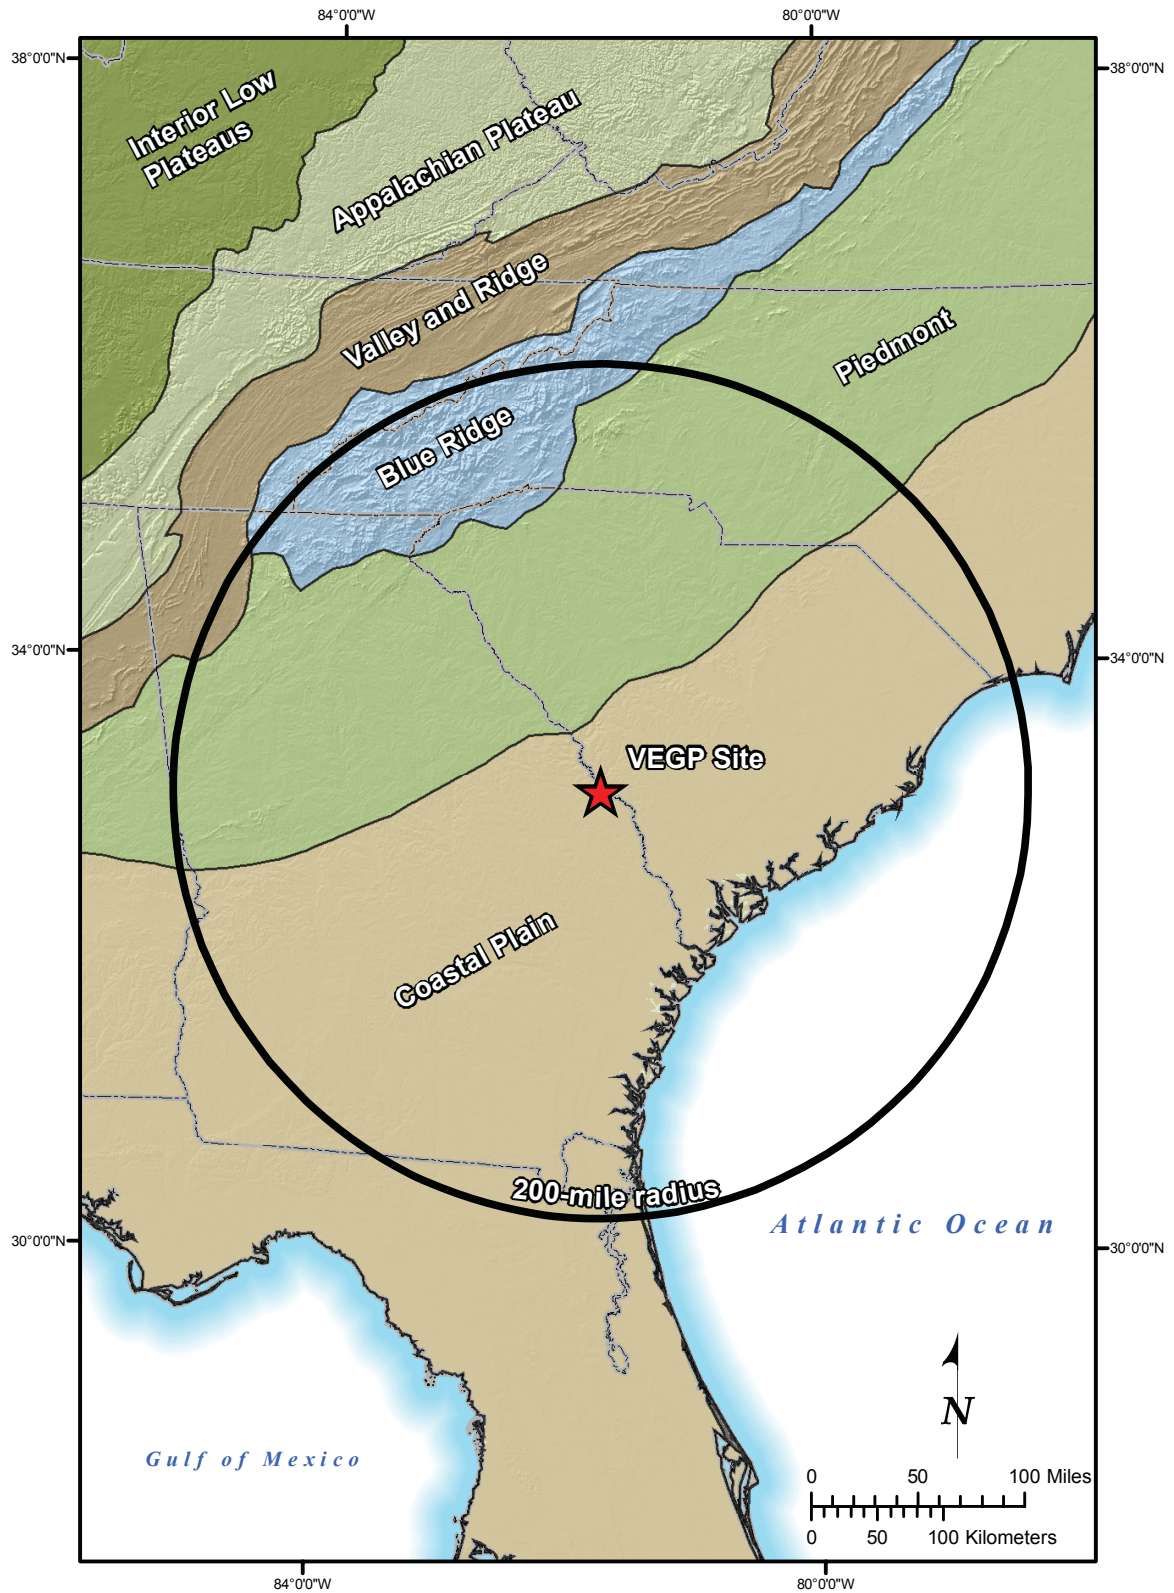 84°0'0"W
80°0'0"W
38°0'0"N
38°0'0"N
Interior Low
Plateaus
Appalachian Plateau
Valley and Ridge
Piedmont
Blue Ridge
34°0'0"N
34°0'0"N
VEGP Site
Coastal Plain
200-mile radius
Atlantic Ocean
30°0'0"N
30°0'0"N
N
Gulf of Mexico
0 50 100 Miles
0 50 100 Kilometers
84°0'0"W
80°0'0"W